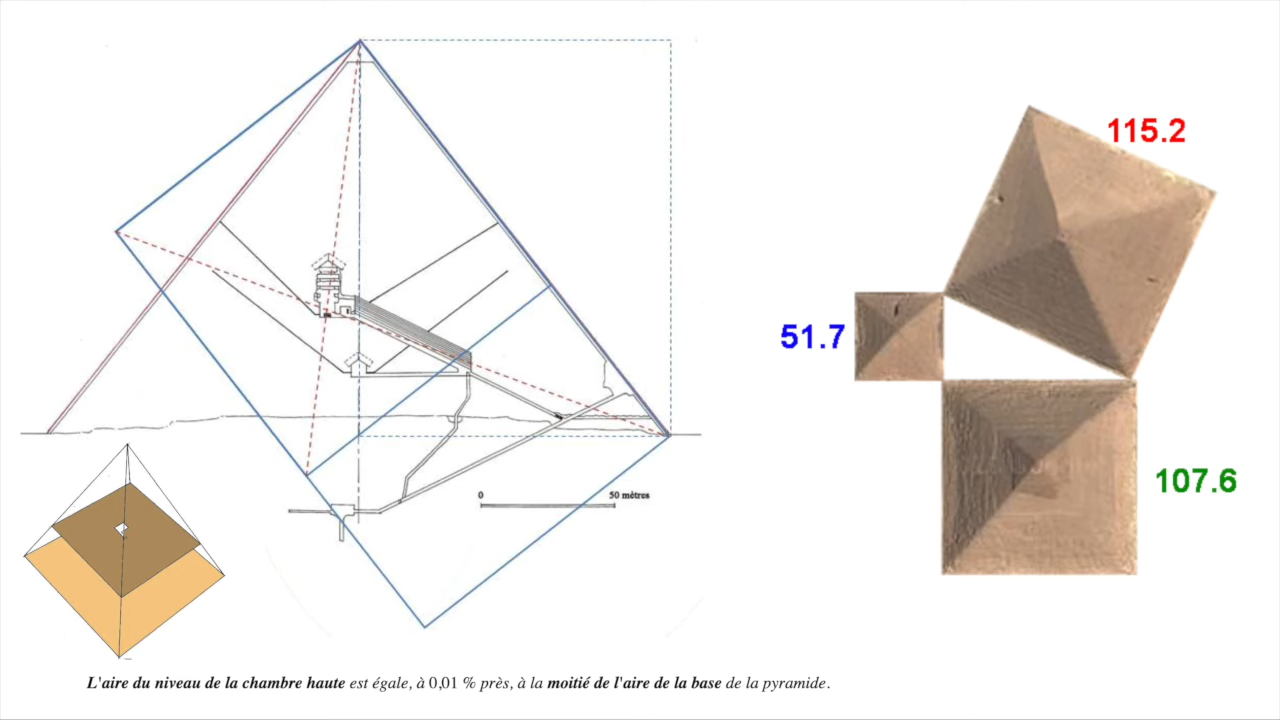 115.2
51.7
107.6
0 50 mètres
L'aire du niveau de la chambre haute est égale, à 0,01 % près, à la moitié de l'aire de la base de la pyramide.